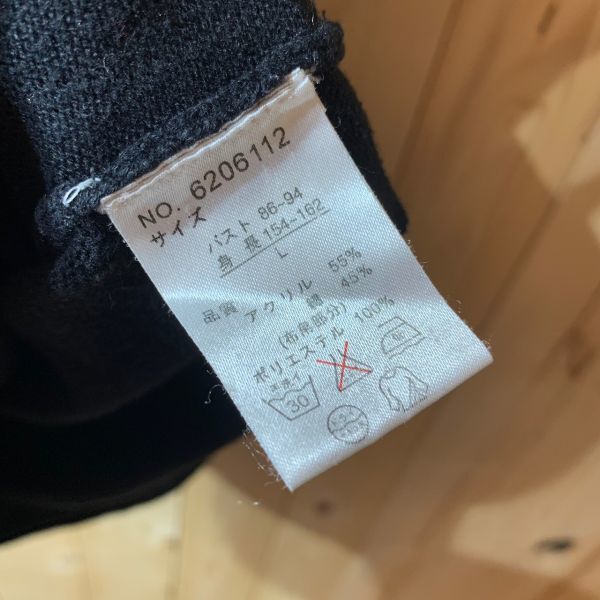 NO. 6206112
サイズ
バスト 86-94
身長 154-162
L
品質
アクリル 55%
綿 45%
(布帛部分)
ポリエステル 100%
30